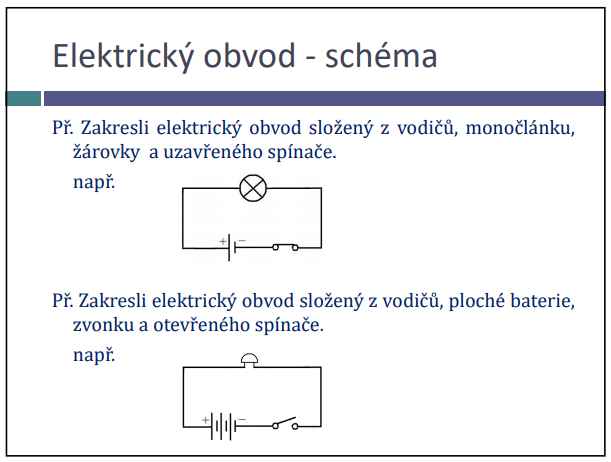 Elektrický obvod - schéma
Př. Zakresli elektrický obvod složený z vodičů, monočlánku,
žárovky a uzavřeného spínače.
např.
+ −
Př. Zakresli elektrický obvod složený z vodičů, ploché baterie,
zvonku a otevřeného spínače.
např.
+ −